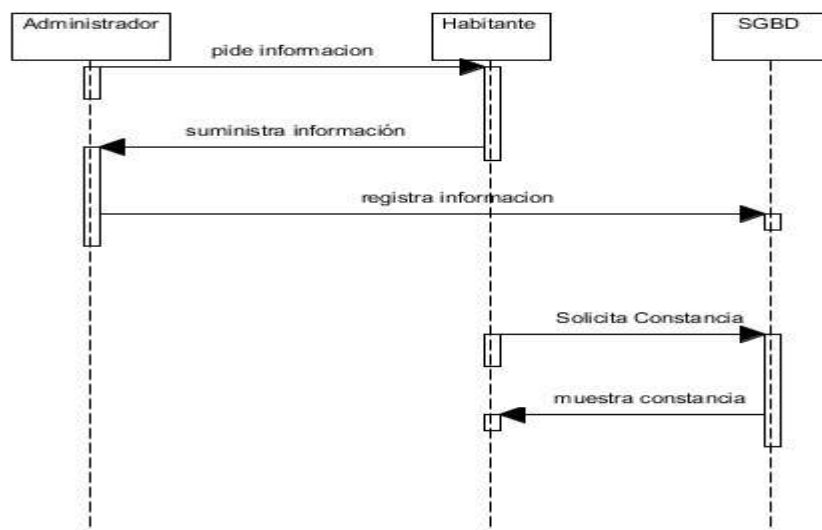 Administrador
Habitante
SGBD
pide informacion
suministra información
registra informacion
Solicita Constancia
muestra constancia